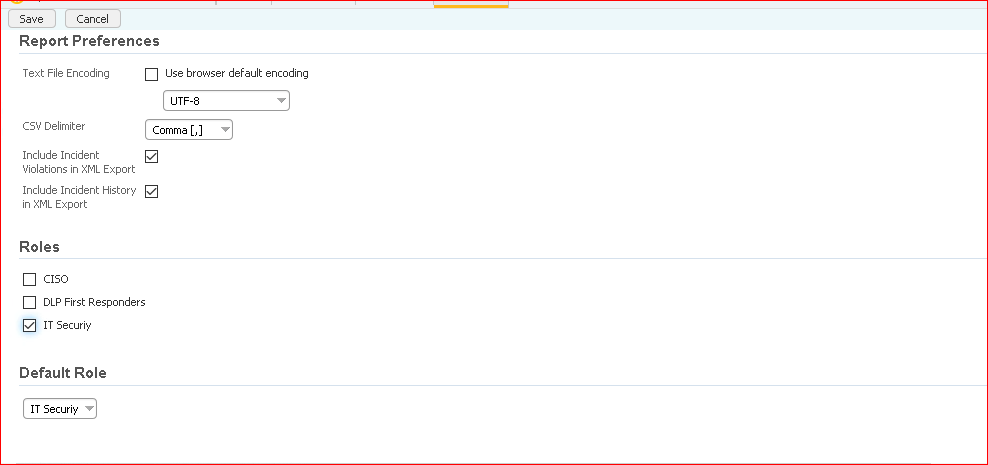 Save Cancel
Report Preferences
Text File Encoding Use browser default encoding
UTF-8
CSV Delimiter Comma [,]
Include Incident
Violations in XML Export
Include Incident History
in XML Export
Roles
CISO
DLP First Responders
IT Securiy
Default Role
IT Securiy